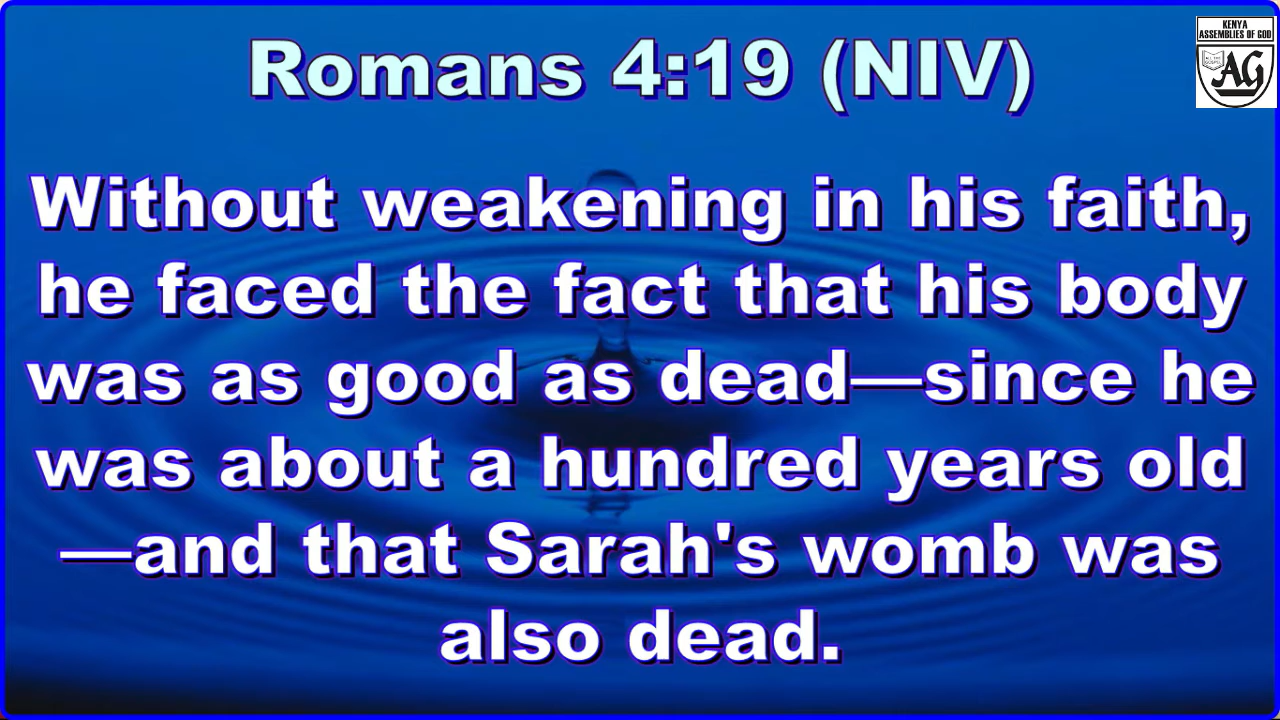 Romans 4:19 (NIV)
KENYA
ASSEMBLIES OF GOD
AG
Without weakening in his faith,
he faced the fact that his body
was as good as dead—since he
was about a hundred years old
—and that Sarah's womb was
also dead.